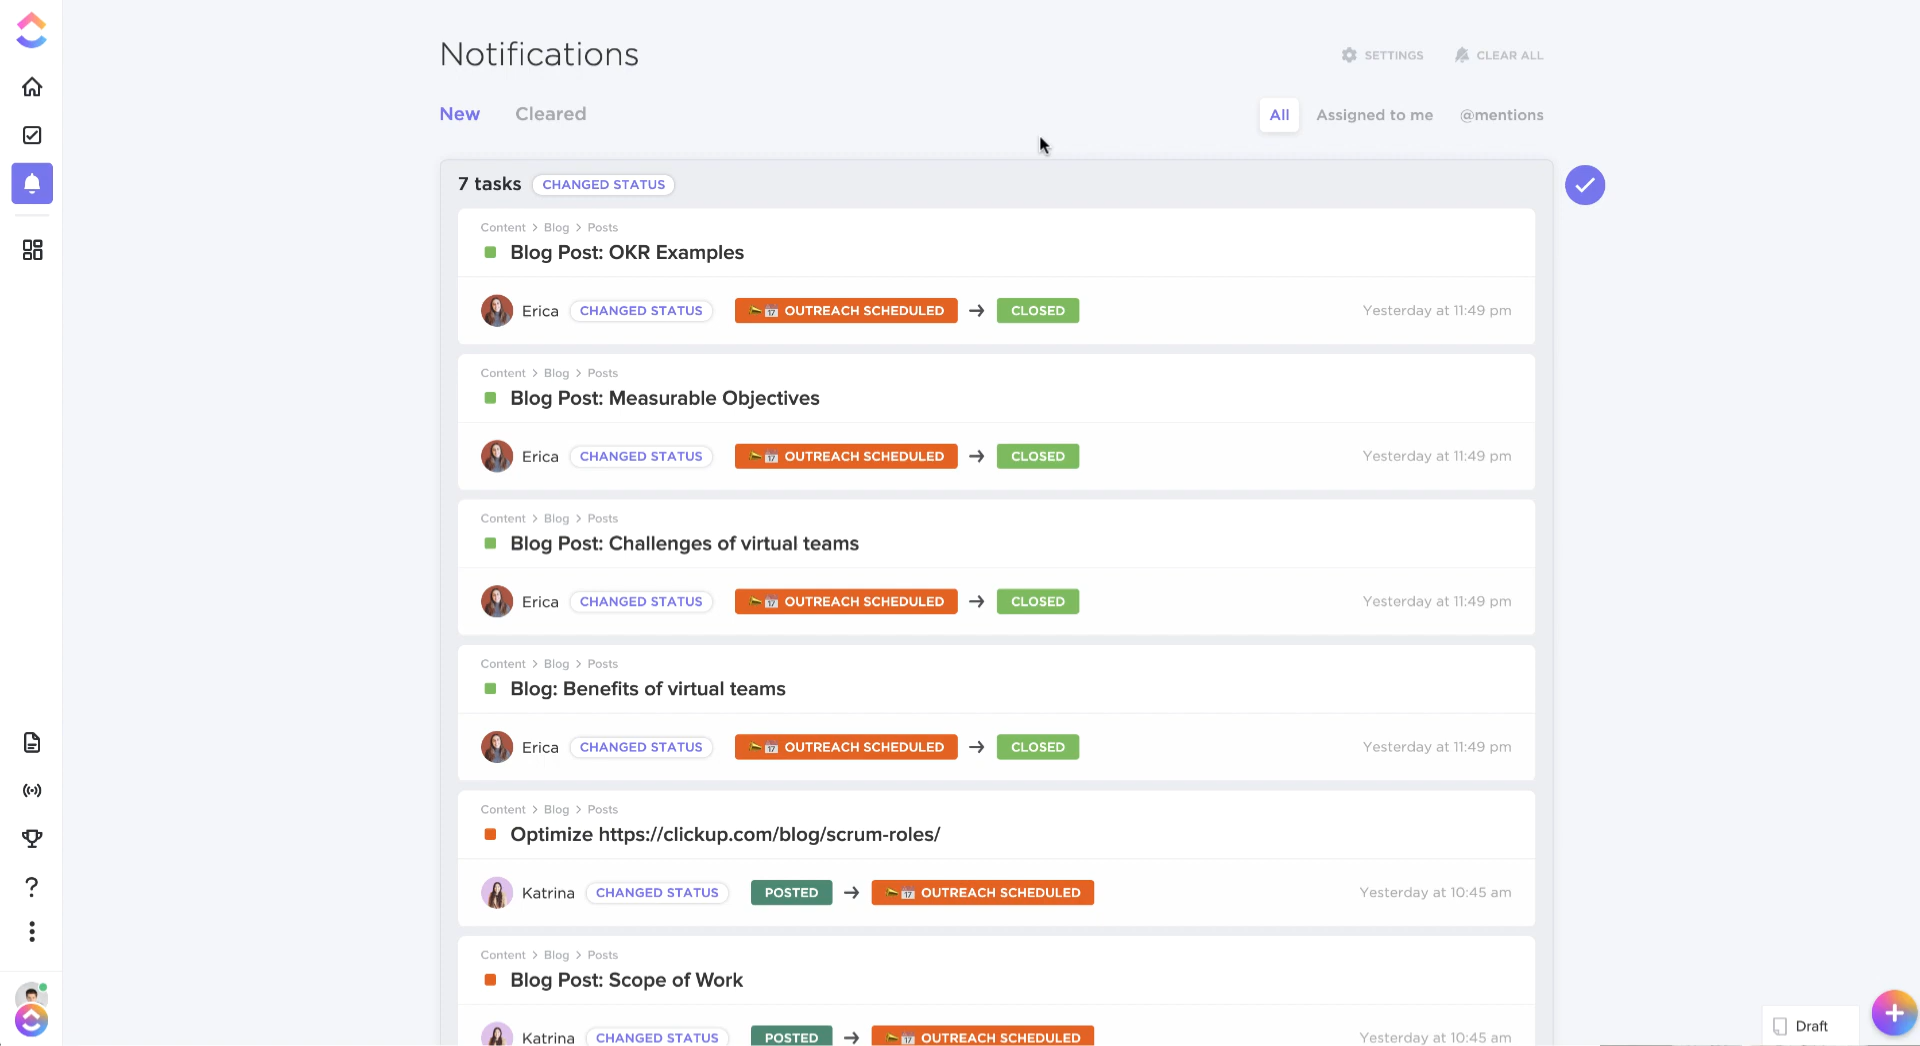 Notifications
SETTINGS
CLEAR ALL
New
Cleared
All
Assigned to me
@mentions
7 tasks CHANGED STATUS
Content > Blog > Posts
Blog Post: OKR Examples
Erica CHANGED STATUS OUTREACH SCHEDULED → CLOSED Yesterday at 11:49 pm
Content > Blog > Posts
Blog Post: Measurable Objectives
Erica CHANGED STATUS OUTREACH SCHEDULED → CLOSED Yesterday at 11:49 pm
Content > Blog > Posts
Blog Post: Challenges of virtual teams
Erica CHANGED STATUS OUTREACH SCHEDULED → CLOSED Yesterday at 11:49 pm
Content > Blog > Posts
Blog: Benefits of virtual teams
Erica CHANGED STATUS OUTREACH SCHEDULED → CLOSED Yesterday at 11:49 pm
Content > Blog > Posts
Optimize https://clickup.com/blog/scrum-roles/
Katrina CHANGED STATUS POSTED → OUTREACH SCHEDULED Yesterday at 10:45 am
Content > Blog > Posts
Blog Post: Scope of Work
Katrina CHANGED STATUS POSTED → OUTREACH SCHEDULED Yesterday at 10:45 am
Draft